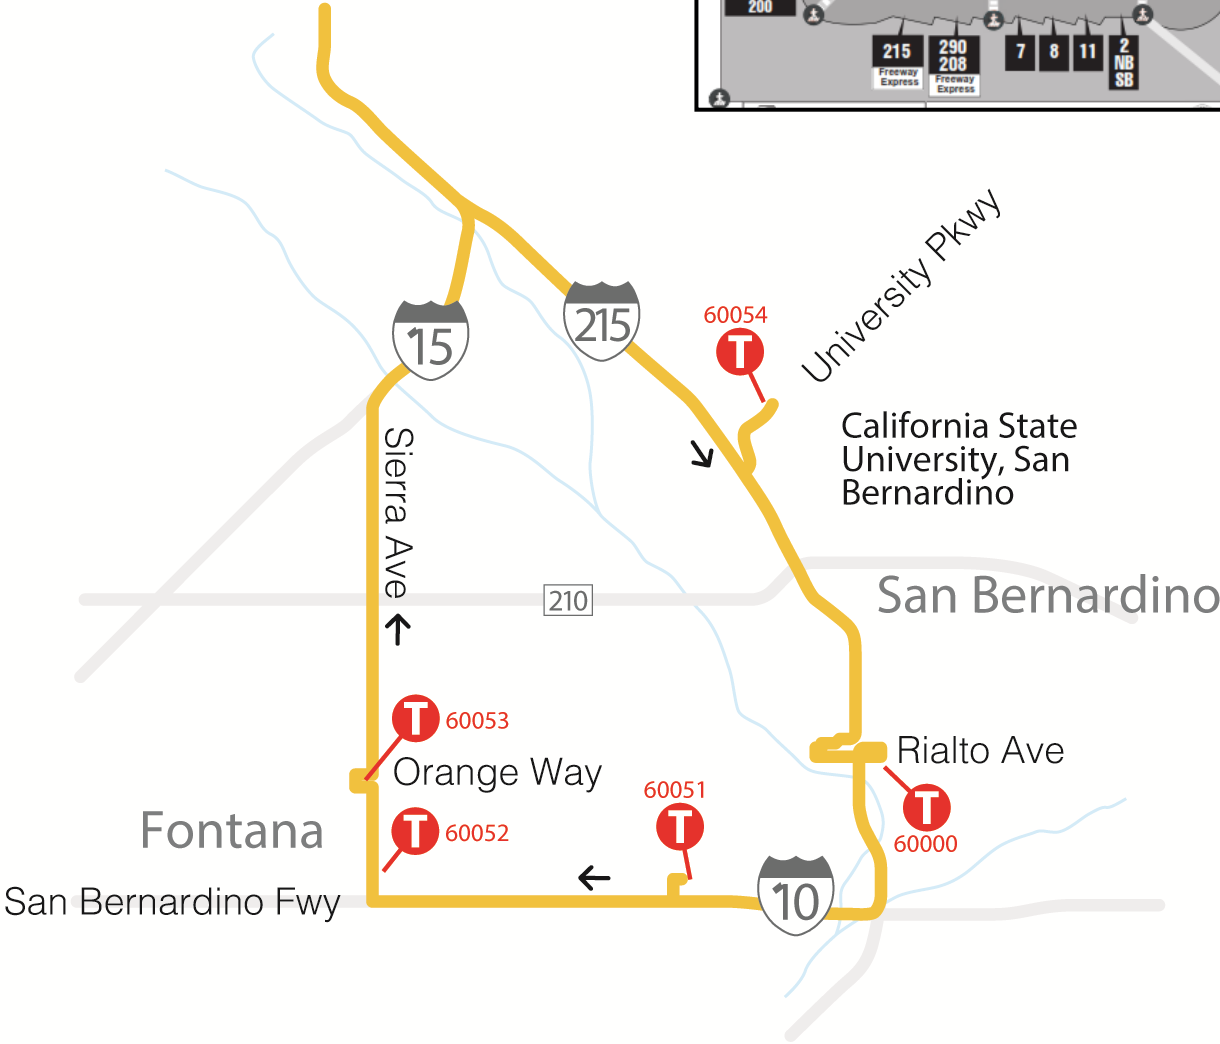 200
215
Freeway
Express
290
208
Freeway
Express
7
8
11
2
NB
SB
University Pkwy
60054
T
215
15
California State
University, San
Bernardino
Sierra Ave
210
San Bernardino
T
60053
Rialto Ave
Orange Way
60051
T
T
60000
Fontana
T
60052
San Bernardino Fwy
10